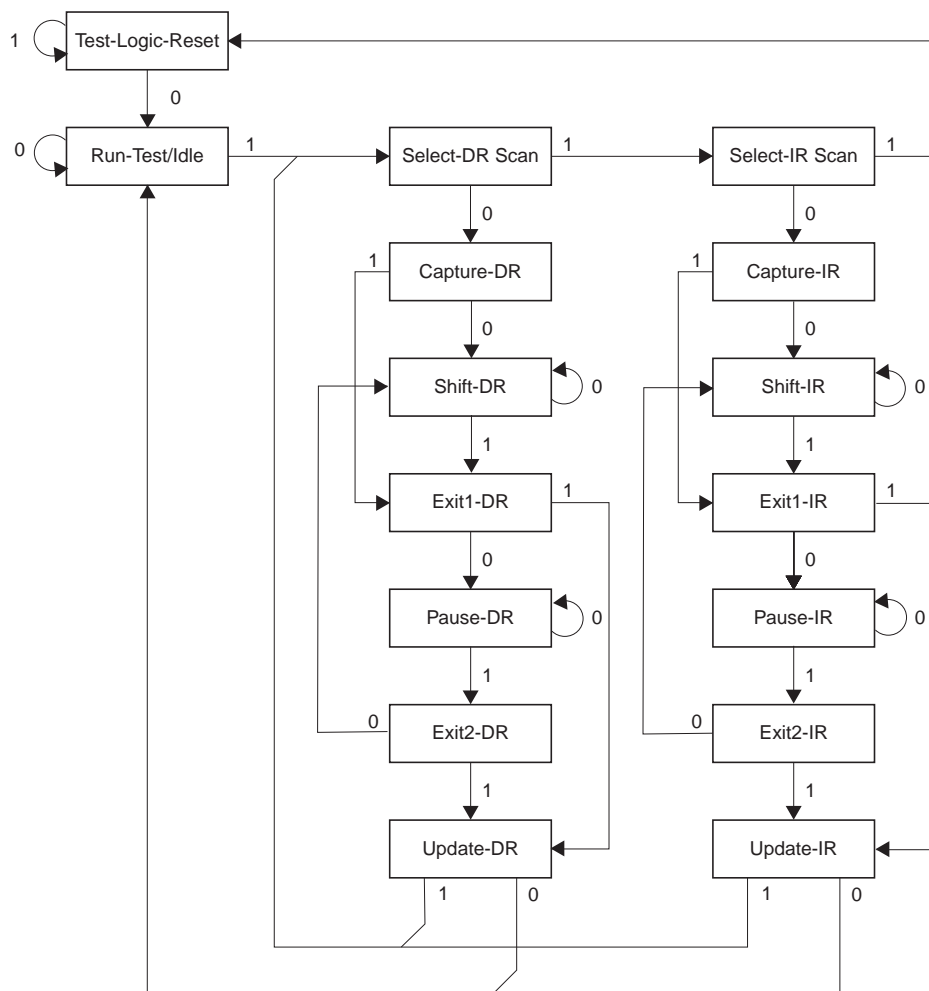 1 Test-Logic-Reset
0
0 Run-Test/Idle 1 Select-DR Scan 1 Select-IR Scan 1
0 0
1 Capture-DR 1 Capture-IR
0 0
Shift-DR 0 Shift-IR 0
1 1
Exit1-DR 1 Exit1-IR 1
0 0
Pause-DR 0 Pause-IR 0
1 1
0 Exit2-DR 0 Exit2-IR
1 1
Update-DR Update-IR
1 0 1 0